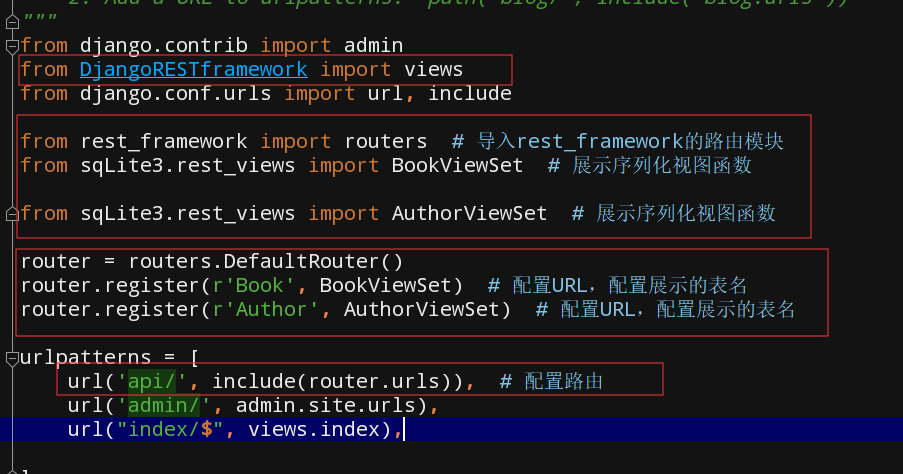 2. Add a URL to urlpatterns:  path('blog/', include('blog.urls'))
"""
from django.contrib import admin
from DjangoRESTframework import views
from django.conf.urls import url, include
from rest_framework import routers  # 导入rest_framework的路由模块
from sqLite3.rest_views import BookViewSet  # 展示序列化视图函数
from sqLite3.rest_views import AuthorViewSet  # 展示序列化视图函数
router = routers.DefaultRouter()
router.register(r'Book', BookViewSet)  # 配置URL，配置展示的表名
router.register(r'Author', AuthorViewSet)  # 配置URL，配置展示的表名
urlpatterns = [
url('api/', include(router.urls)),  # 配置路由
url('admin/', admin.site.urls),
url("index/$", views.index),